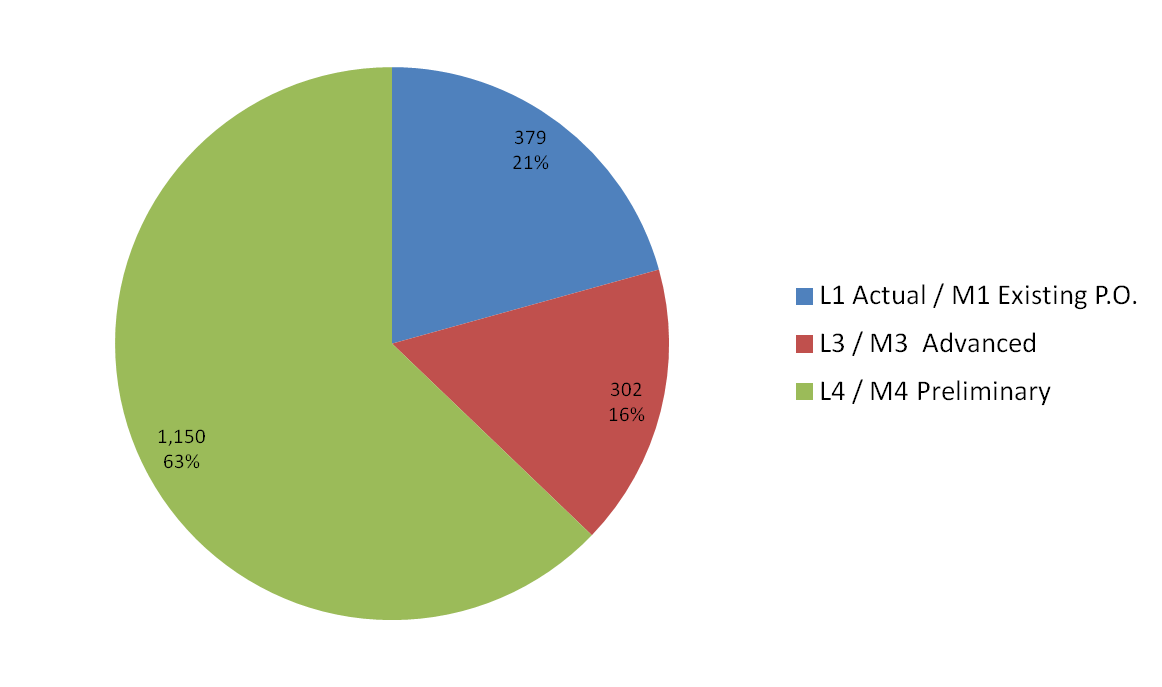 379
21%
302
16%
1,150
63%
L1 Actual / M1 Existing P.O.
L3 / M3  Advanced
L4 / M4 Preliminary